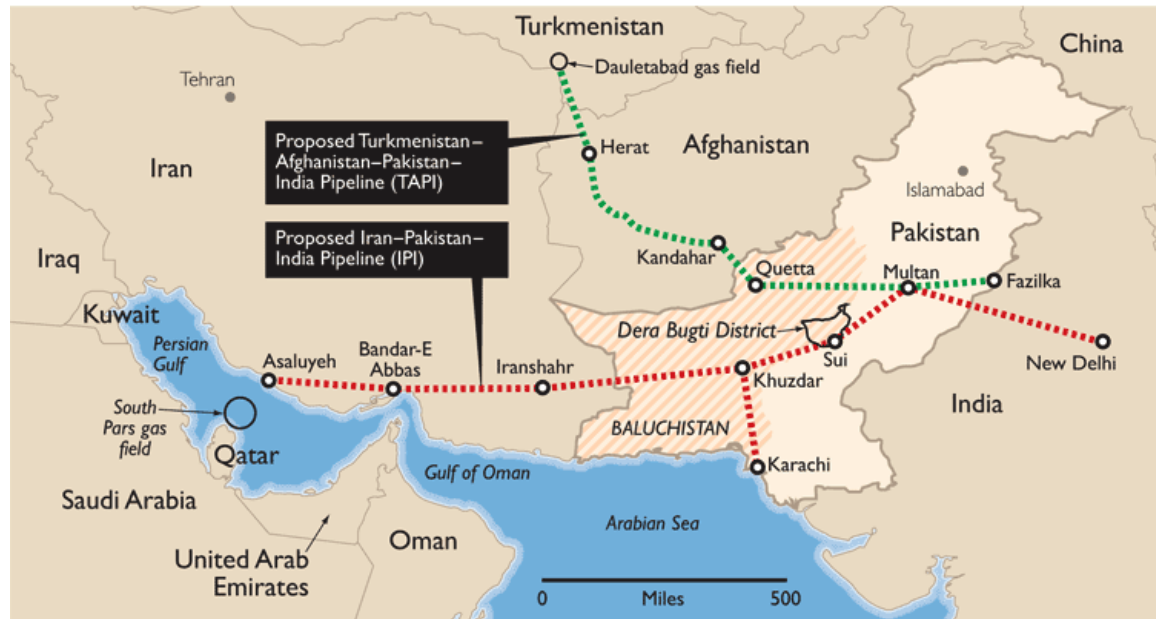 Turkmenistan
China
Dauletabad gas field
Tehran
Proposed Turkmenistan–
Afghanistan–Pakistan–
India Pipeline (TAPI)
Herat
Afghanistan
Iran
Islamabad
Proposed Iran–Pakistan–
India Pipeline (IPI)
Pakistan
Kandahar
Iraq
Quetta
Multan
Fazilka
Kuwait
Persian
Gulf
Dera Bugti District
Asaluyeh
Bandar-E
Abbas
Iranshahr
Sui
New Delhi
Khuzdar
South
Pars gas
field
BALUCHISTAN
India
Qatar
Karachi
Gulf of Oman
Saudi Arabia
Arabian Sea
Oman
United Arab
Emirates
0
Miles
500